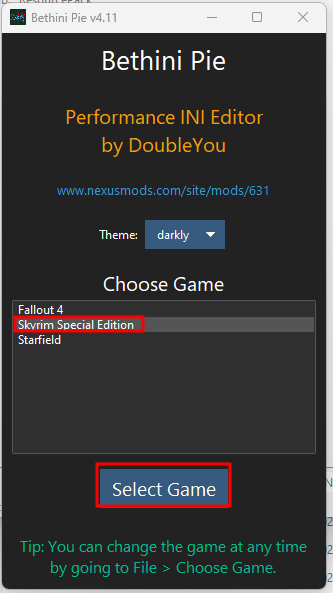 Bethini Pie v4.11
Bethini Pie
Performance INI Editor
by DoubleYou
www.nexusmods.com/site/mods/631
Theme: darkly
Choose Game
Fallout 4
Skyrim Special Edition
Starfield
Select Game
Tip: You can change the game at any time
by going to File > Choose Game.